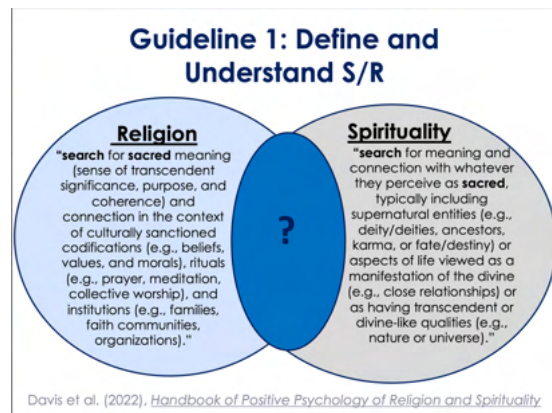 Guideline 1: Define and
Understand S/R
Religion
“search for sacred meaning
(sense of transcendent
significance, purpose, and
coherence) and
connection in the context
of culturally sanctioned
codifications (e.g., beliefs,
values, and morals), rituals
(e.g., prayer, meditation,
collective worship), and
institutions (e.g., families,
faith communities,
organizations).”
?
Spirituality
“search for meaning and
connection with whatever
they perceive as sacred,
typically including
supernatural entities (e.g.,
deity/deities, ancestors,
karma, or fate/destiny) or
aspects of life viewed as a
manifestation of the divine
(e.g., close relationships) or
as having transcendent or
divine-like qualities (e.g.,
nature or universe).”
Davis et al. (2022), Handbook of Positive Psychology of Religion and Spirituality